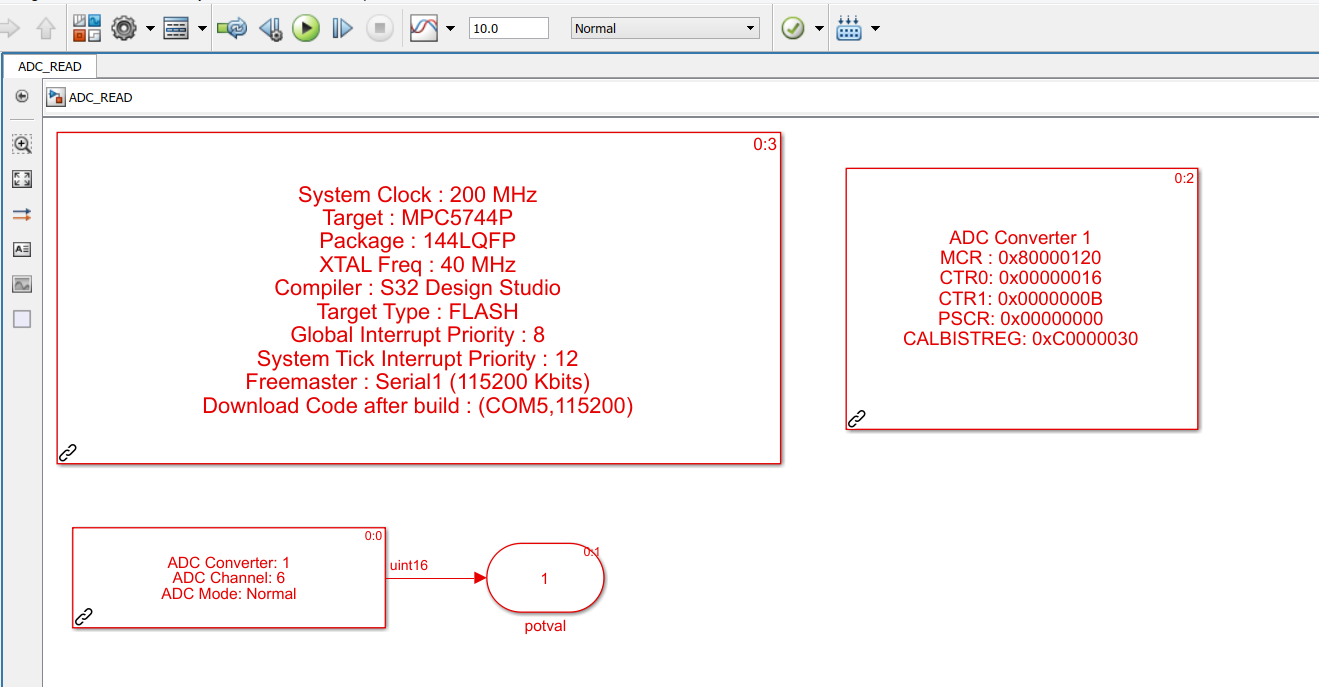 10.0
Normal
ADC_READ
ADC_READ
0:3
System Clock : 200 MHz
Target : MPC5744P
Package : 144LQFP
XTAL Freq : 40 MHz
Compiler : S32 Design Studio
Target Type : FLASH
Global Interrupt Priority : 8
System Tick Interrupt Priority : 12
Freemaster : Serial1 (115200 Kbits)
Download Code after build : (COM5,115200)
0:2
ADC Converter 1
MCR : 0x80000120
CTR0: 0x00000016
CTR1: 0x0000000B
PSCR: 0x00000000
CALBISTREG: 0xC0000030
0:0
ADC Converter: 1
ADC Channel: 6
ADC Mode: Normal
uint16
0:1
1
potval